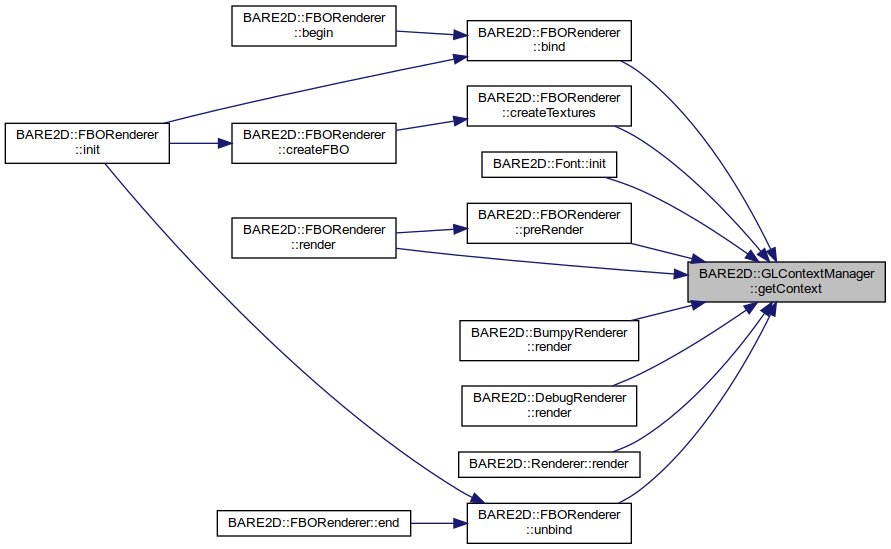 BARE2D::FBORenderer
::begin
BARE2D::FBORenderer
::bind
BARE2D::FBORenderer
::createTextures
BARE2D::FBORenderer
::init
BARE2D::FBORenderer
::createFBO
BARE2D::Font::init
BARE2D::FBORenderer
::preRender
BARE2D::FBORenderer
::render
BARE2D::GLContextManager
::getContext
BARE2D::BumpyRenderer
::render
BARE2D::DebugRenderer
::render
BARE2D::Renderer::render
BARE2D::FBORenderer::end
BARE2D::FBORenderer
::unbind